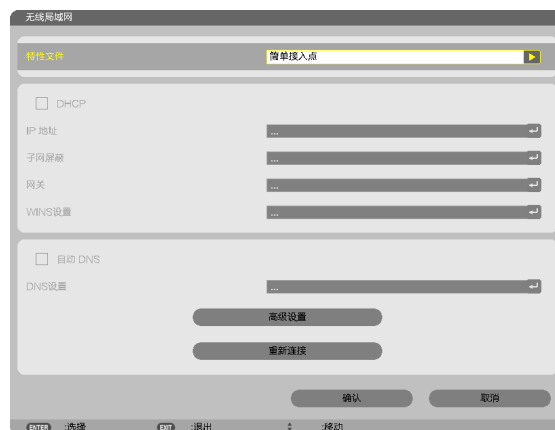 无线局域网
特性文件 简单接入点
DHCP
IP 地址 ...
子网屏蔽 ...
网关 ...
WINS设置 ...
自动 DNS
DNS设置 ...
高级设置
重新连接
确认 取消
ENTER :选择 EXIT :退出 :移动